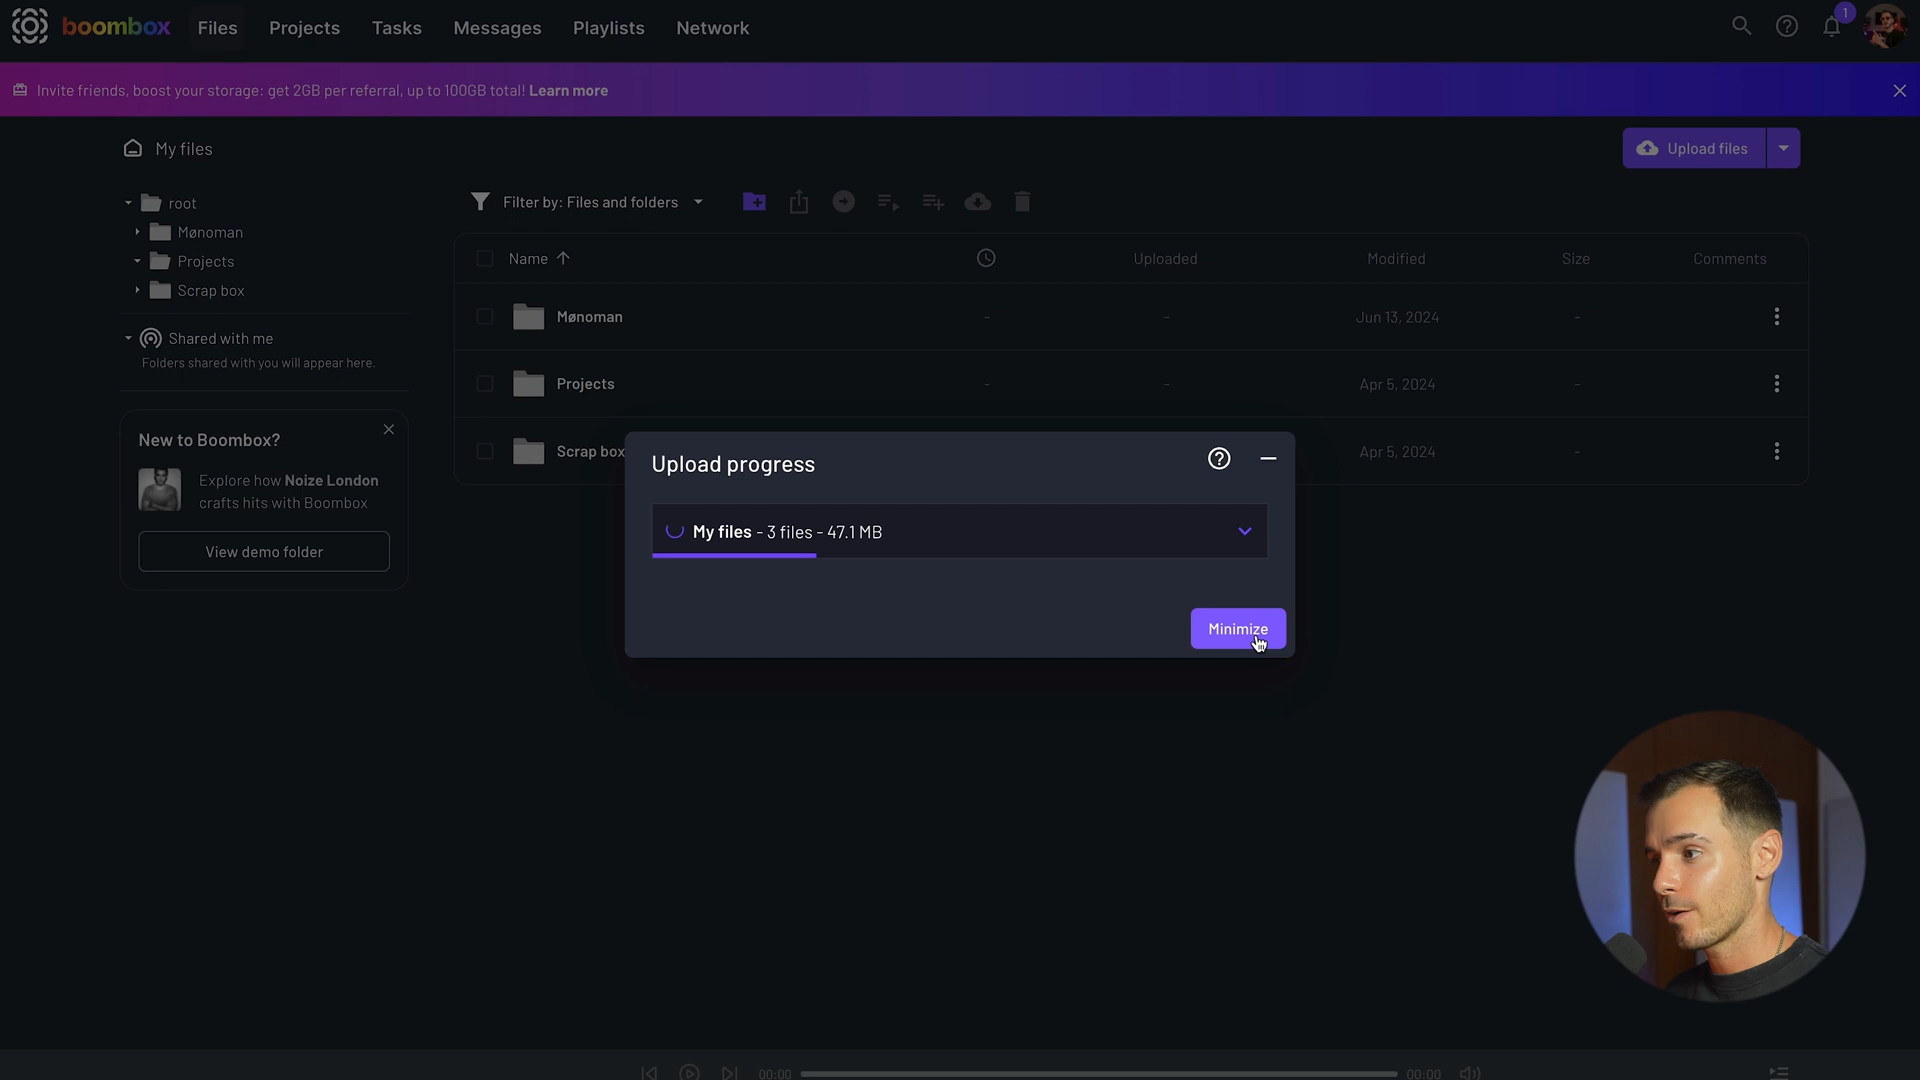 boombox Files Projects Tasks Messages Playlists Network 1
Invite friends, boost your storage: get 2GB per referral, up to 100GB total! Learn more
My files
Upload files
root
Mønoman
Projects
Scrap box
Shared with me
Folders shared with you will appear here.
New to Boombox?
Explore how Noize London
crafts hits with Boombox
View demo folder
Filter by: Files and folders
Name Uploaded Modified Size Comments
Mønoman - - Jun 13, 2024 -
Projects - - Apr 5, 2024 -
Scrap box Apr 5, 2024 -
Upload progress
My files - 3 files - 47.1 MB
Minimize
00:00 00:00